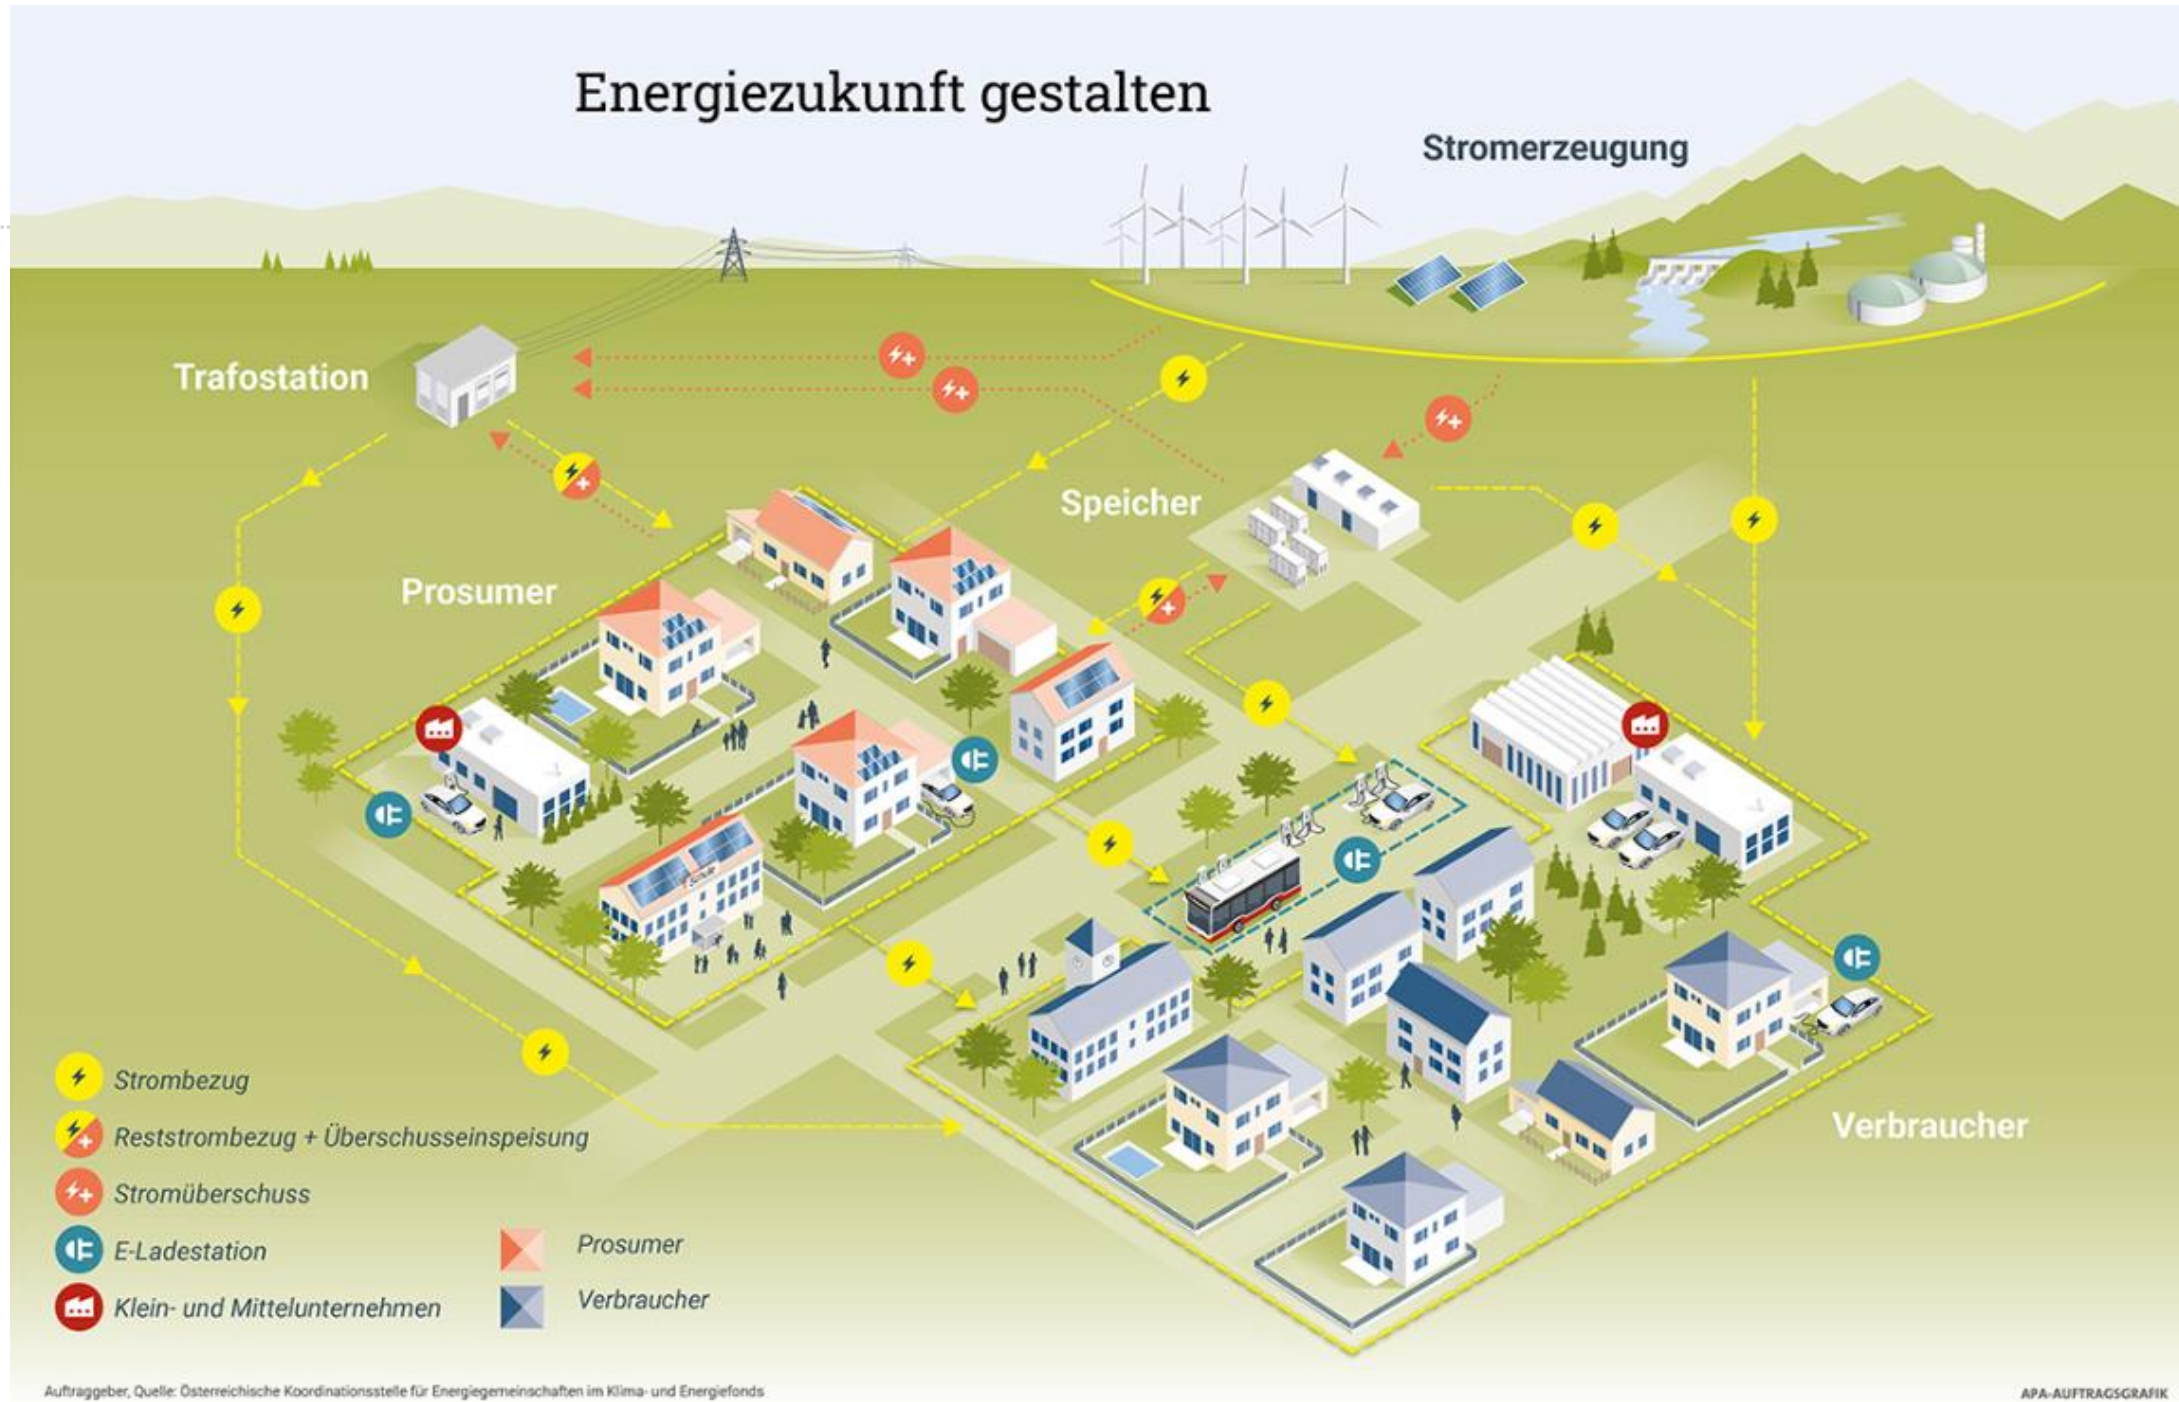 Energiezukunft gestalten
Stromerzeugung
Trafostation
Speicher
Prosumer
Schule
Verbraucher
Strombezug
Reststrombezug + Überschusseinspeisung
Stromüberschuss
E-Ladestation
Klein- und Mittelunternehmen
Prosumer
Verbraucher
Auftraggeber, Quelle: Österreichische Koordinationsstelle für Energiegemeinschaften im Klima- und Energiefonds
APA-AUFTRAGSGRAFIK